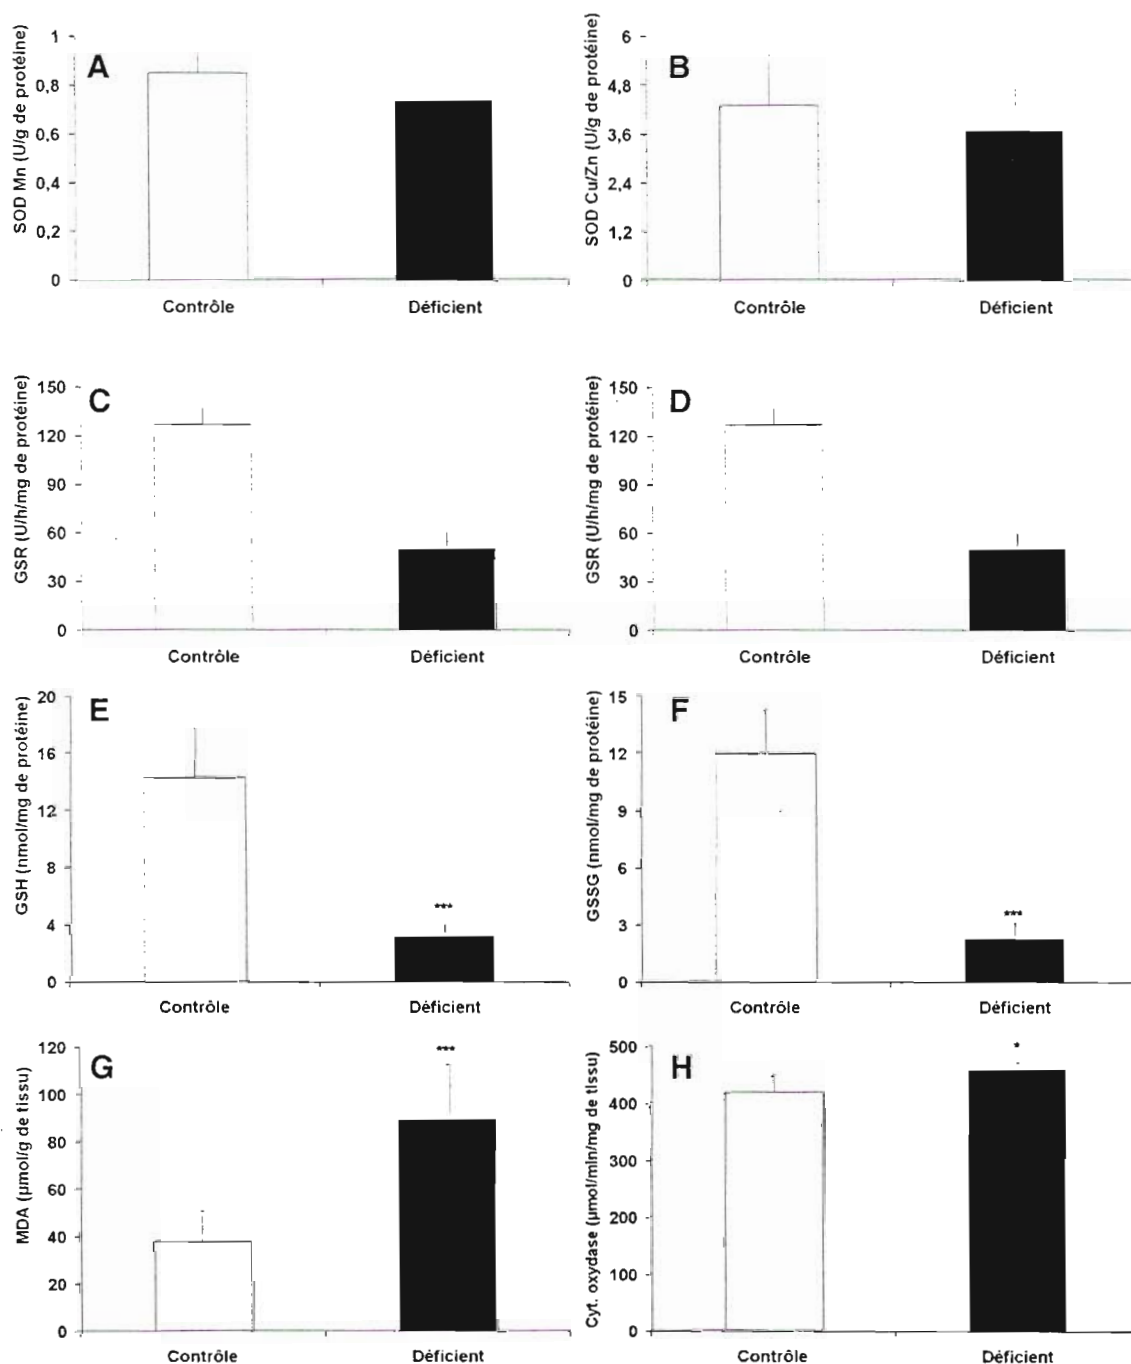 A
SOD Mn (U/g de protéine)
1
0,8
0,6
0,4
0,2
0
Contrôle
Déficient
B
SOD Cu/Zn (U/g de protéine)
6
4,8
3,6
2,4
1,2
0
Contrôle
Déficient
C
GSR (U/h/mg de protéine)
150
120
90
60
30
0
Contrôle
Déficient
D
GSR (U/h/mg de protéine)
150
120
90
60
30
0
Contrôle
Déficient
E
GSH (nmol/mg de protéine)
20
16
12
8
4
0
***
Contrôle
Déficient
F
GSSG (nmol/mg de protéine)
15
12
9
6
3
0
***
Contrôle
Déficient
G
MDA (µmol/g de tissu)
120
100
80
60
40
20
0
***
Contrôle
Déficient
H
Cyt. oxydase (µmol/min/mg de tissu)
500
400
300
200
100
0
*
Contrôle
Déficient